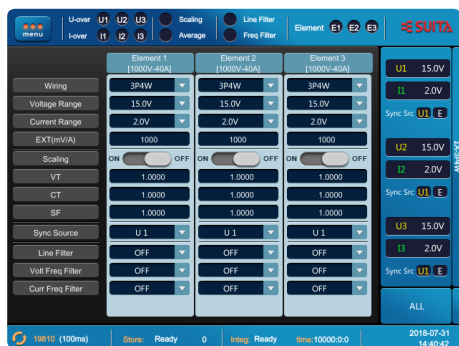 menu
U-over U1 U2 U3 Scaling Line Filter
I-over I1 I2 I3 Average Freq Filter
Element E1 E2 E3
SUITA
Element 1 Element 2 Element 3
[1000V-40A] [1000V-40A] [1000V-40A]
Wiring 3P4W 3P4W 3P4W
Voltage Range 15.0V 15.0V 15.0V
Current Range 2.0V 2.0V 2.0V
EXT(mV/A) 1000 1000 1000
Scaling ON OFF ON OFF ON OFF
VT 1.0000 1.0000 1.0000
CT 1.0000 1.0000 1.0000
SF 1.0000 1.0000 1.0000
Sync Source U 1 U 1 U 1
Line Filter OFF OFF OFF
Volt Freq Filter OFF OFF OFF
Curr Freq Filter OFF OFF OFF
U1 15.0V
I1 2.0V
Sync Src U1 E
U2 15.0V
I2 2.0V
Sync Src U1 E
U3 15.0V
I3 2.0V
Sync Src U1 E
ALL
19810 (100ms) Store: Ready 0 Integ: Ready time:10000:0:0
2018-07-31
14:40:42